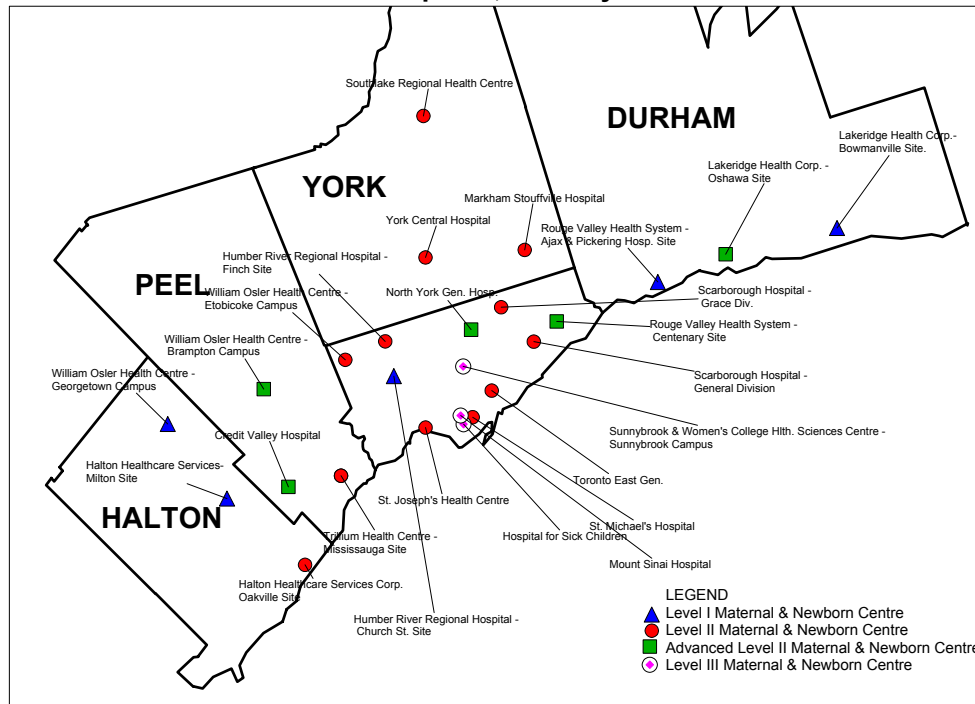 Southlake Regional Health Centre
DURHAM
Lakeridge Health Corp.-
Bowmanville Site.
Lakeridge Health Corp. -
Oshawa Site
YORK
Markham Stouffville Hospital
York Central Hospital
Rouge Valley Health System -
Ajax & Pickering Hosp. Site
Humber River Regional Hospital -
Finch Site
PEEL
William Osler Health Centre -
Etobicoke Campus
North York Gen. Hosp.
Scarborough Hospital -
Grace Div.
Rouge Valley Health System -
Centenary Site
William Osler Health Centre -
Brampton Campus
William Osler Health Centre -
Georgetown Campus
Scarborough Hospital -
General Division
Credit Valley Hospital
Sunnybrook & Women's College Hlth. Sciences Centre -
Sunnybrook Campus
Halton Healthcare Services-
Milton Site
Toronto East Gen.
St. Joseph's Health Centre
HALTON
St. Michael's Hospital
Hospital for Sick Children
Trillium Health Centre -
Mississauga Site
Mount Sinai Hospital
Halton Healthcare Services Corp.
Oakville Site
Humber River Regional Hospital -
Church St. Site
LEGEND
Level I Maternal & Newborn Centre
Level II Maternal & Newborn Centre
Advanced Level II Maternal & Newborn Centre
Level III Maternal & Newborn Centre